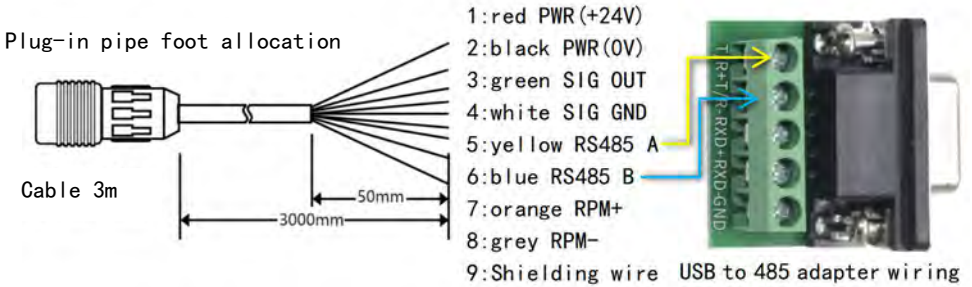 Plug-in pipe foot allocation
Cable 3m
50mm
3000mm
1:red PWR(+24V)
2:black PWR(0V)
3:green SIG OUT
4:white SIG GND
5:yellow RS485 A
6:blue RS485 B
7:orange RPM+
8:grey RPM-
9:Shielding wire
T/R+T/R-RXD+RXD-GND
USB to 485 adapter wiring